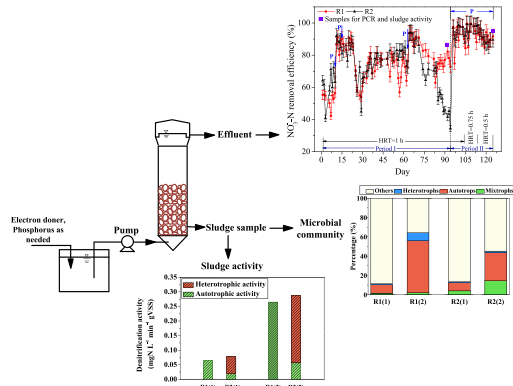 R1 R2
Samples for PCR and sludge activity
NO₃⁻-N removal efficiency (%)
100
80
60
40
20
P
P
P
P
P
HRT=1 h
HRT=0.75 h
HRT=0.5 h
Period I
Period II
0 15 30 45 60 75 90 105 120
Day
Effluent
Electron doner,
Phosphorus as
needed
Pump
Sludge sample
Microbial
community
Sludge activity
Others Heterotrophs Autotrops Mixtrophs
Percentage (%)
100
80
60
40
20
0
R1(1) R1(2) R2(1) R2(2)
Denitrification activity
(mgN L⁻¹ min⁻¹ gVSS)
0.35
0.30
0.25
0.20
0.15
0.10
0.05
0.00
Heterotrophic activity
Autotrophic activity